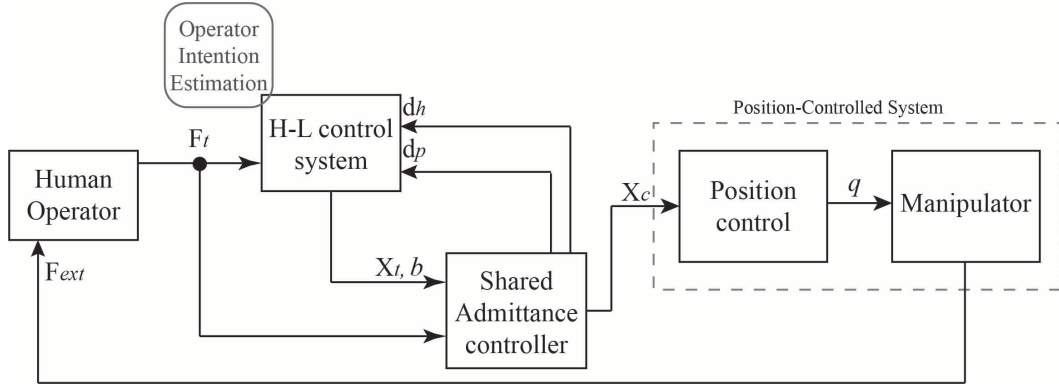 Operator
Intention
Estimation
H-L control
system
dh
dp
Ft
Human
Operator
Fext
Xt, b
Shared
Admittance
controller
Xc
Position-Controlled System
Position
control
q
Manipulator